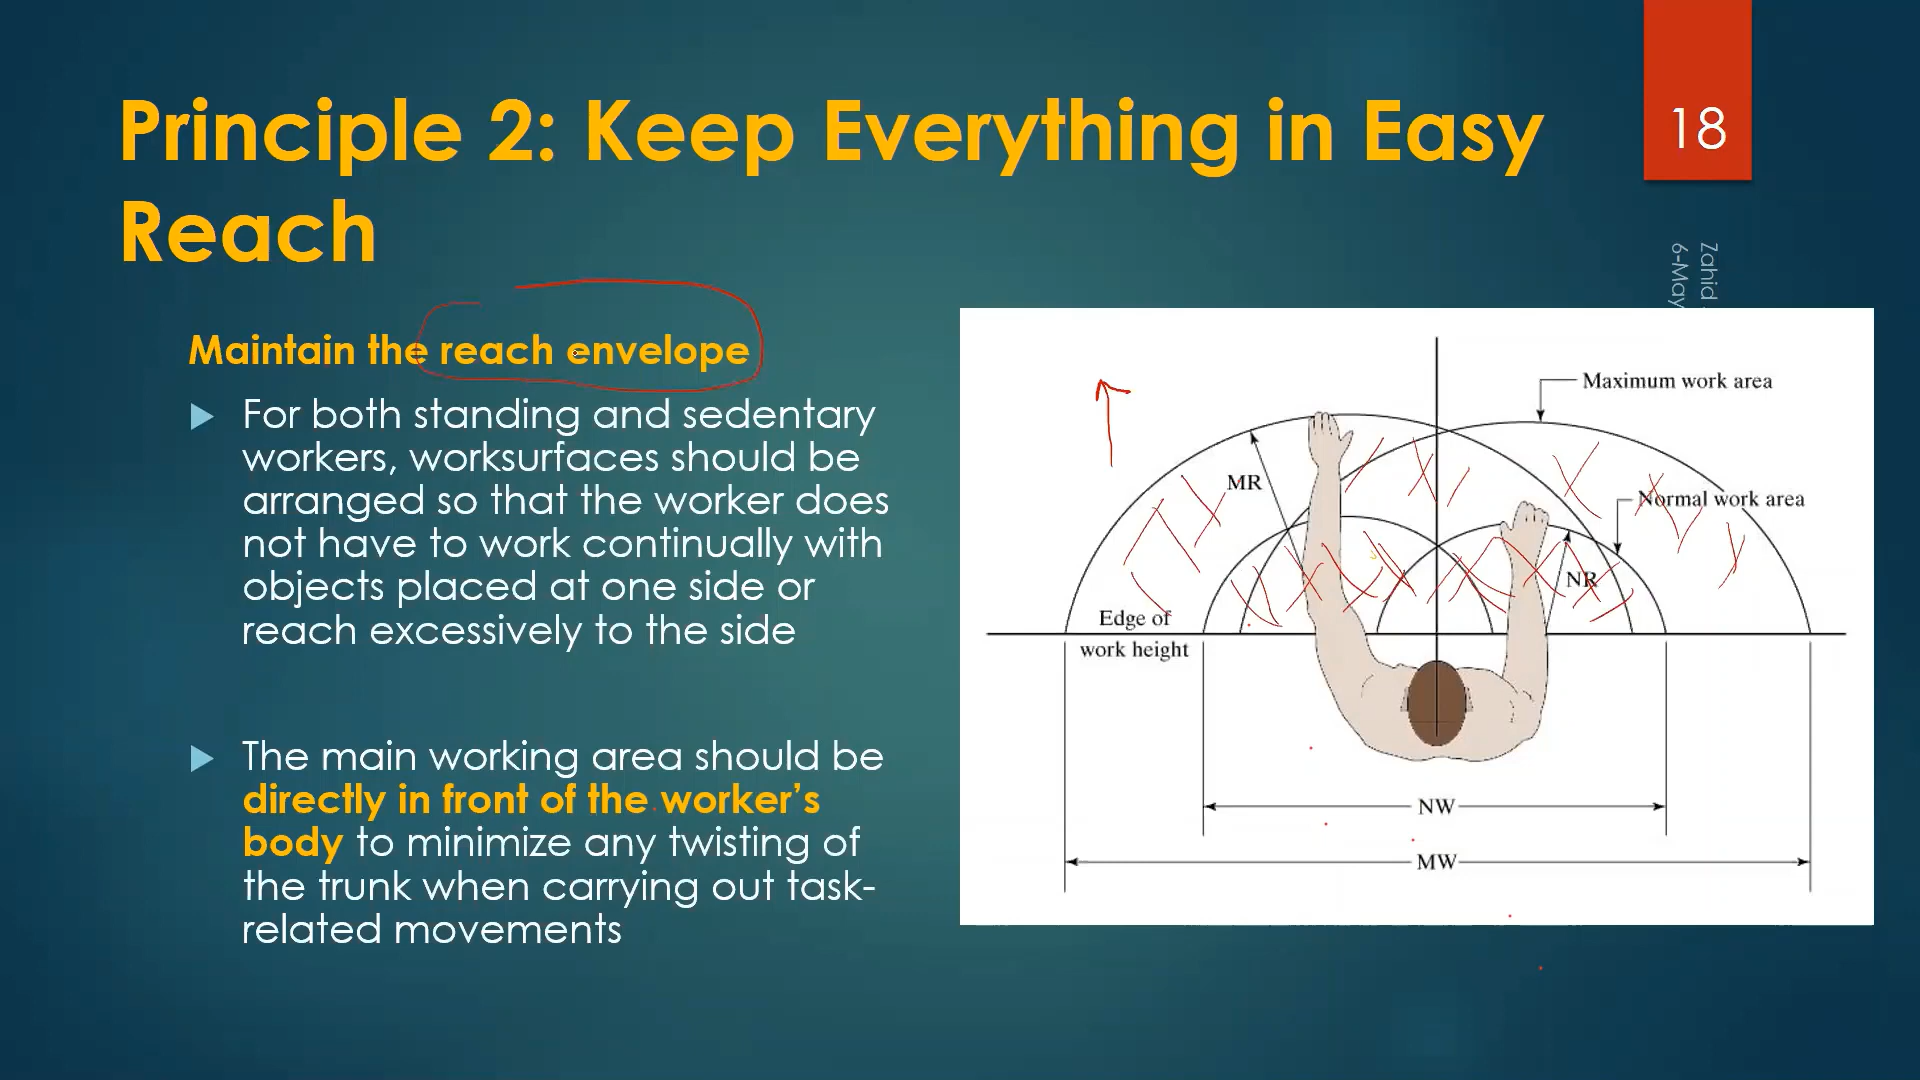 Principle 2: Keep Everything in Easy
Reach
18
Zahid
6-May
Maintain the reach envelope
For both standing and sedentary
workers, worksurfaces should be
arranged so that the worker does
not have to work continually with
objects placed at one side or
reach excessively to the side
The main working area should be
directly in front of the worker’s
body to minimize any twisting of
the trunk when carrying out task-
related movements
Maximum work area
MR
Normal work area
NR
Edge of
work height
NW
MW